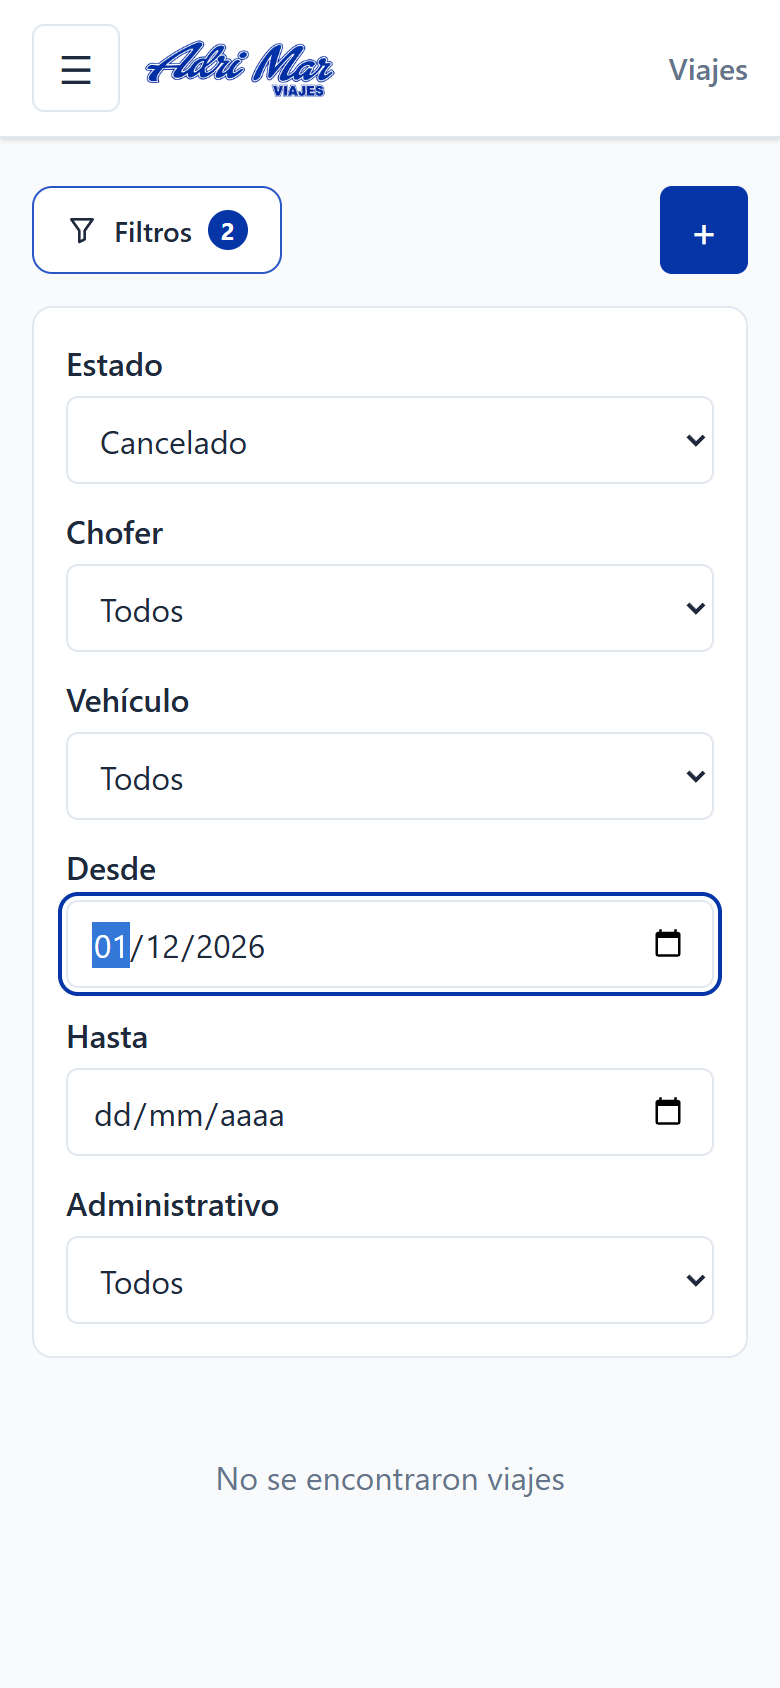 Adri Mar
VIAJES
Viajes
Filtros 2
+
Estado
Cancelado
Chofer
Todos
Vehículo
Todos
Desde
01/12/2026
Hasta
dd/mm/aaaa
Administrativo
Todos
No se encontraron viajes